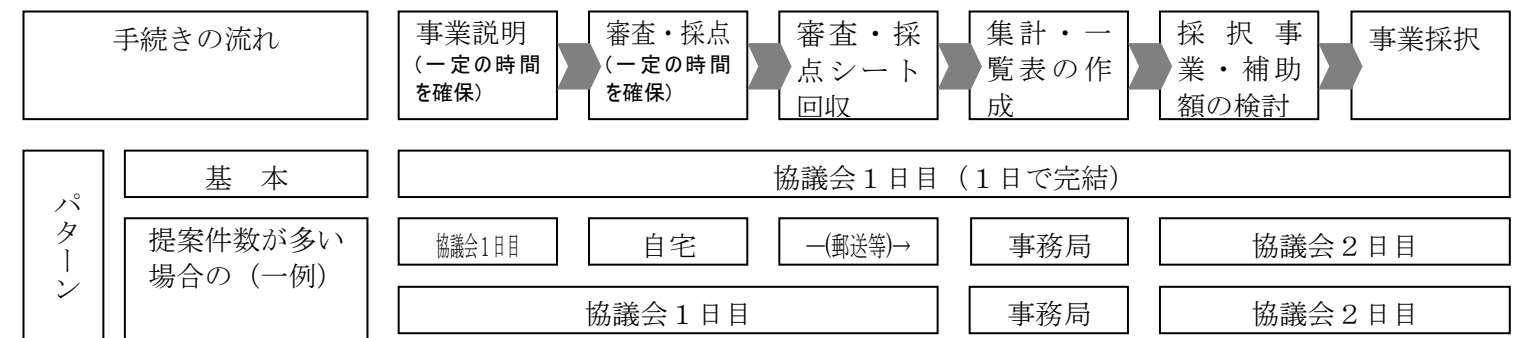 手続きの流れ
事業説明
（一定の時間
を確保）
審査・採点
（一定の時間
を確保）
審査・採
点シート
回収
集計・一
覧表の作
成
採択事
業・補助
額の検討
事業採択
パターン
基　本
協議会１日目（１日で完結）
提案件数が多い
場合の（一例）
協議会１日目
自宅
―(郵送等)→
事務局
協議会２日目
協議会１日目
事務局
協議会２日目